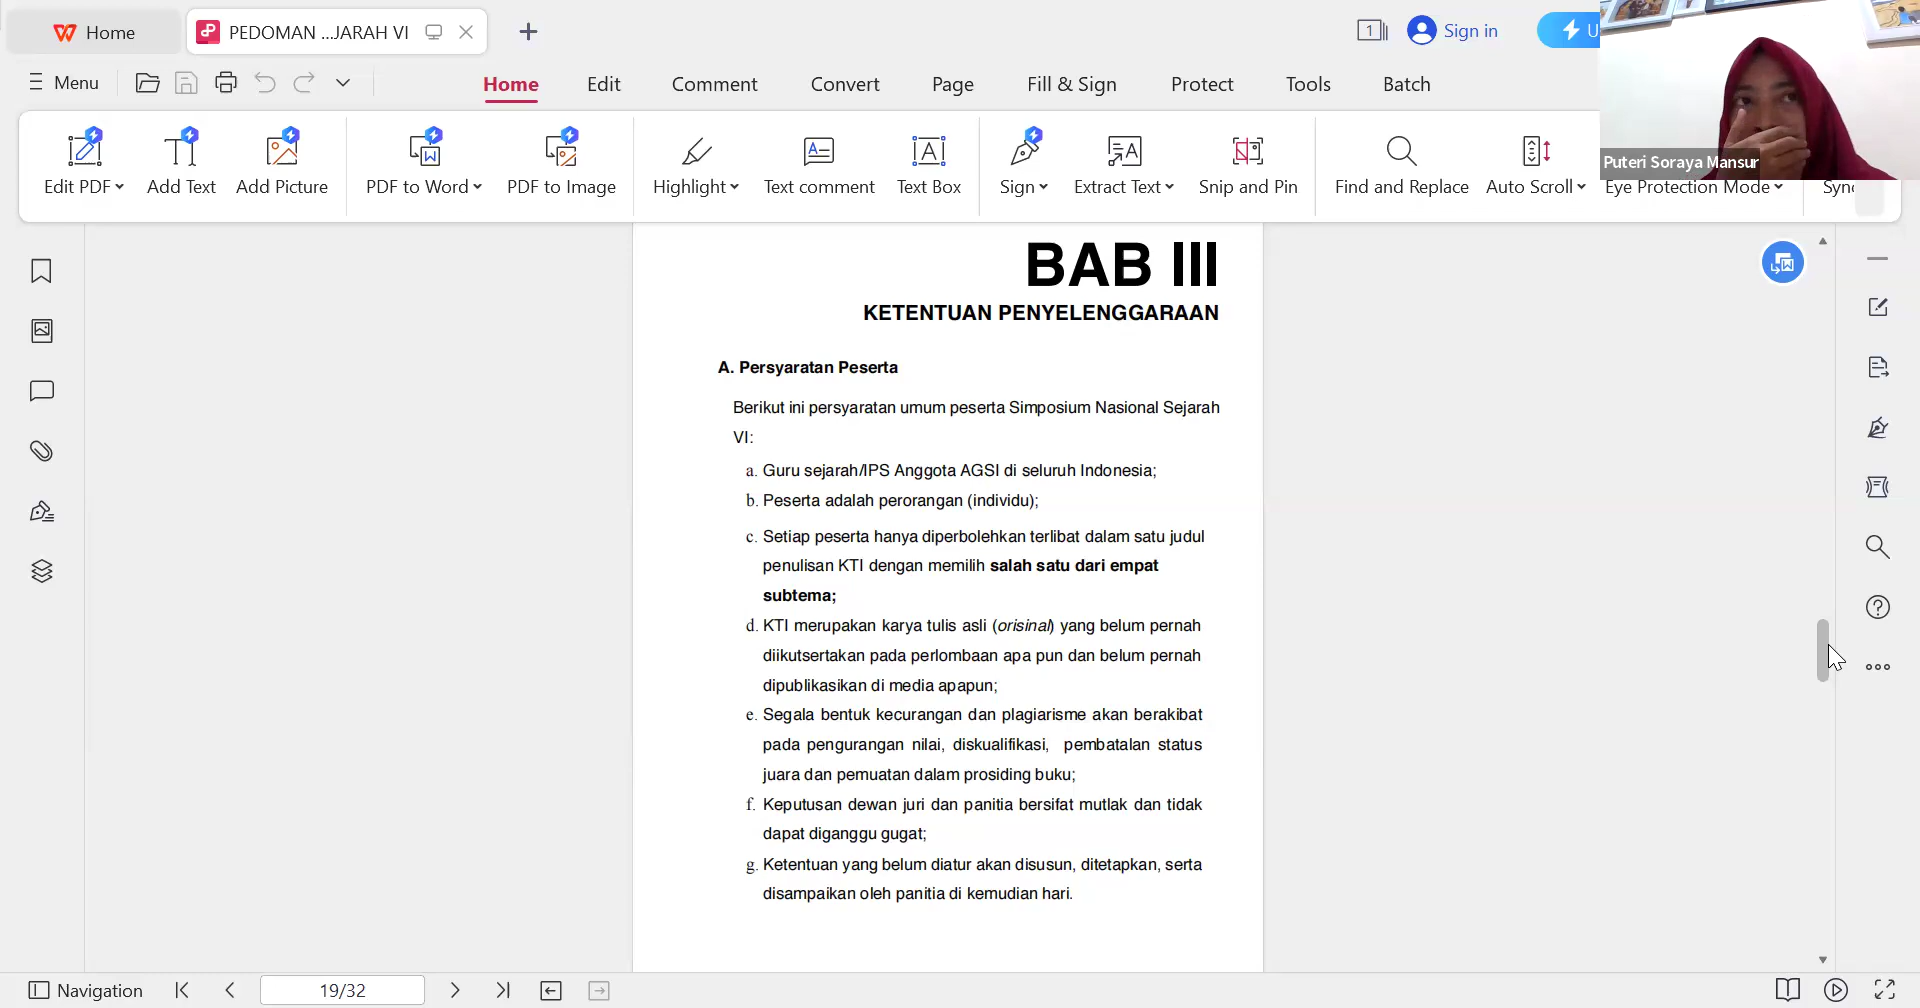 Home
PEDOMAN ...JARAH VI
1
Sign in
U
Menu
Home
Edit
Comment
Convert
Page
Fill & Sign
Protect
Tools
Batch
Edit PDF
Add Text
Add Picture
PDF to Word
PDF to Image
Highlight
Text comment
Text Box
Sign
Extract Text
Snip and Pin
Find and Replace
Auto Scroll
Eye Protection Mode
Sync
Puteri Soraya Mansur
BAB III
KETENTUAN PENYELENGGARAAN
A. Persyaratan Peserta
Berikut ini persyaratan umum peserta Simposium Nasional Sejarah
VI:
a. Guru sejarah/IPS Anggota AGSI di seluruh Indonesia;
b. Peserta adalah perorangan (individu);
c. Setiap peserta hanya diperbolehkan terlibat dalam satu judul
penulisan KTI dengan memilih salah satu dari empat
subtema;
d. KTI merupakan karya tulis asli (orisinal) yang belum pernah
diikutsertakan pada perlombaan apa pun dan belum pernah
dipublikasikan di media apapun;
e. Segala bentuk kecurangan dan plagiarisme akan berakibat
pada pengurangan nilai, diskualifikasi, pembatalan status
juara dan pemuatan dalam prosiding buku;
f. Keputusan dewan juri dan panitia bersifat mutlak dan tidak
dapat diganggu gugat;
g. Ketentuan yang belum diatur akan disusun, ditetapkan, serta
disampaikan oleh panitia di kemudian hari.
Navigation
19/32